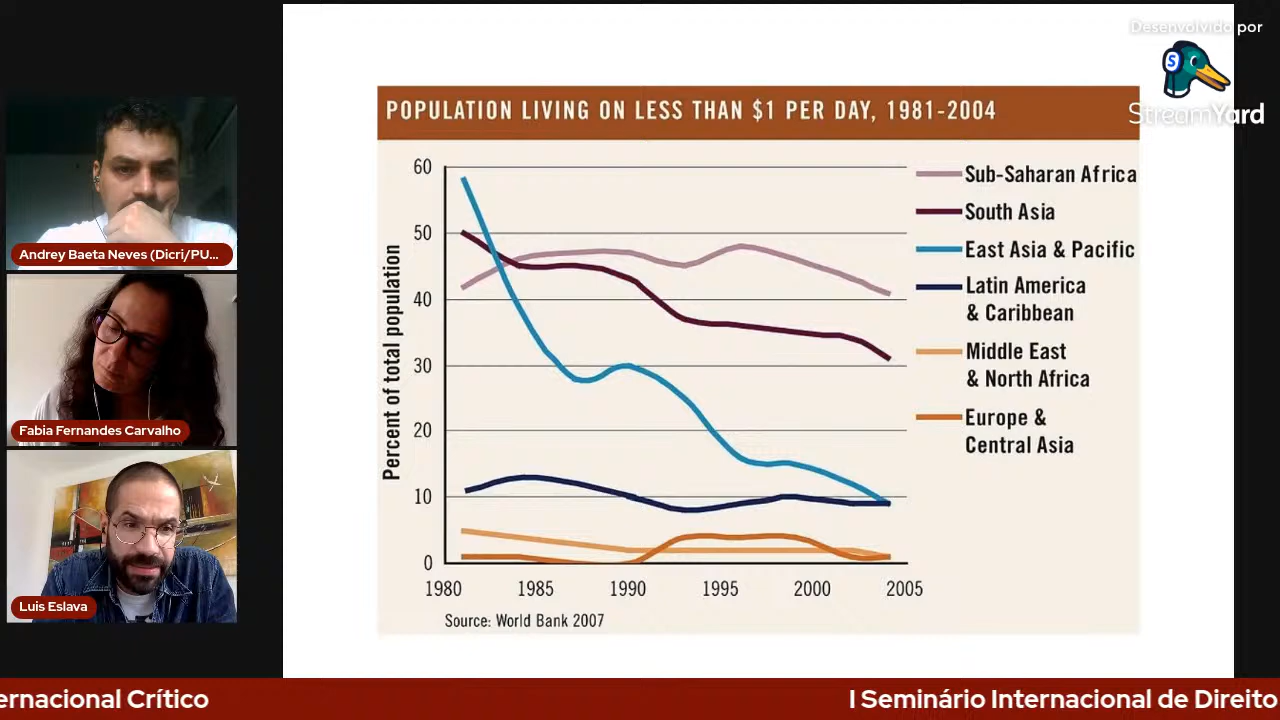 Desenvolvido por
StreamYard
POPULATION LIVING ON LESS THAN $1 PER DAY, 1981-2004
Percent of total population
60
50
40
30
20
10
0
1980
1985
1990
1995
2000
2005
Sub-Saharan Africa
South Asia
East Asia & Pacific
Latin America
& Caribbean
Middle East
& North Africa
Europe &
Central Asia
Source: World Bank 2007
Andrey Baeta Neves (Dicri/PU...
Fabia Fernandes Carvalho
Luis Eslava
ernacional Crítico
I Seminário Internacional de Direito